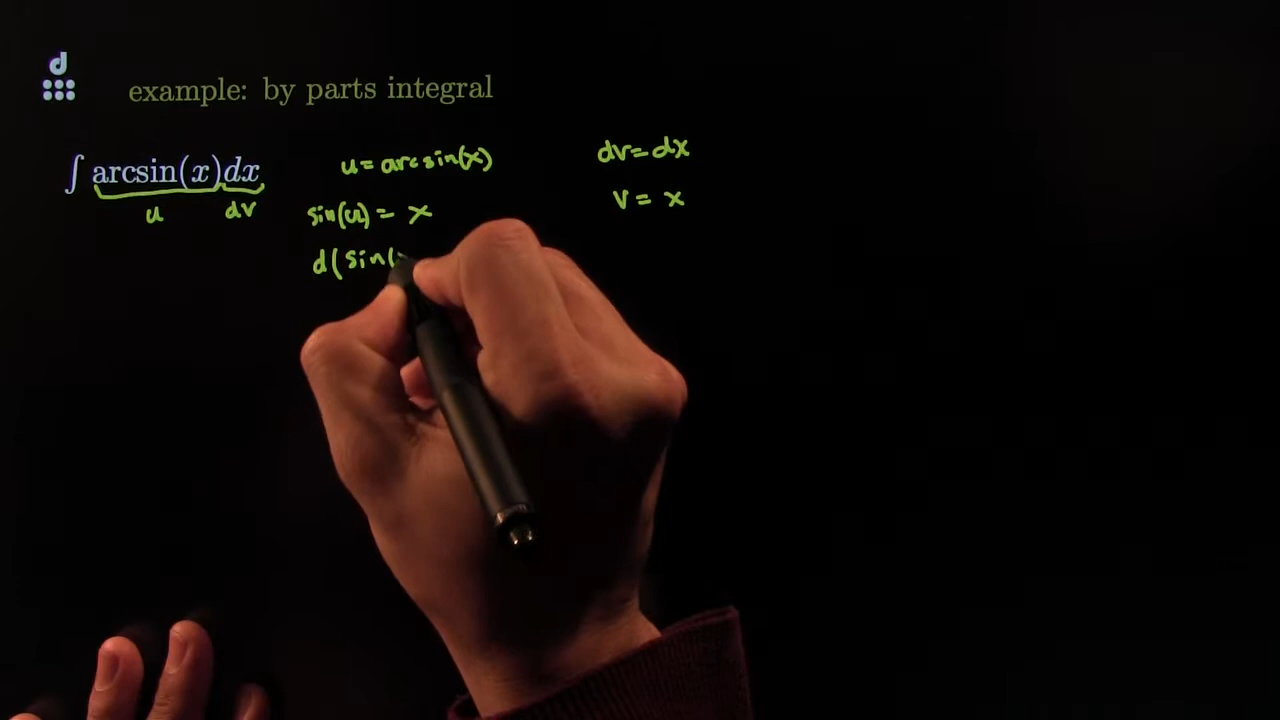 d
example: by parts integral
∫ arcsin(x)dx
u dv
u = arcsin(x)
sin(u) = x
d(sin(
dv = dx
v = x